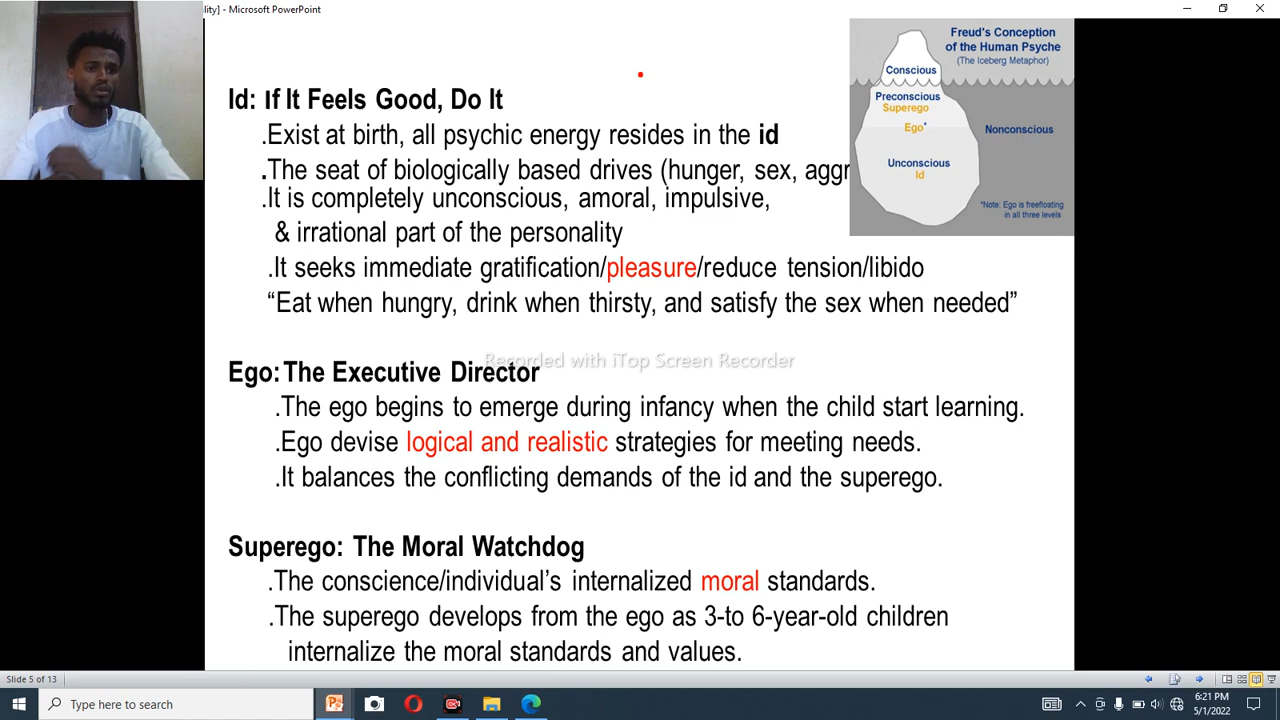 lity] - Microsoft PowerPoint
Freud's Conception
of the Human Psyche
(The Iceberg Metaphor)
Conscious
Preconscious
Superego
Ego*
Nonconscious
Unconscious
Id
*Note: Ego is freefloating
in all three levels
Id: If It Feels Good, Do It
.Exist at birth, all psychic energy resides in the id
.The seat of biologically based drives (hunger, sex, aggr
.It is completely unconscious, amoral, impulsive,
& irrational part of the personality
.It seeks immediate gratification/pleasure/reduce tension/libido
“Eat when hungry, drink when thirsty, and satisfy the sex when needed”
Recorded with iTop Screen Recorder
Ego: The Executive Director
.The ego begins to emerge during infancy when the child start learning.
.Ego devise logical and realistic strategies for meeting needs.
.It balances the conflicting demands of the id and the superego.
Superego: The Moral Watchdog
.The conscience/individual’s internalized moral standards.
.The superego develops from the ego as 3-to 6-year-old children
internalize the moral standards and values.
Slide 5 of 13
Type here to search
6:21 PM
5/1/2022